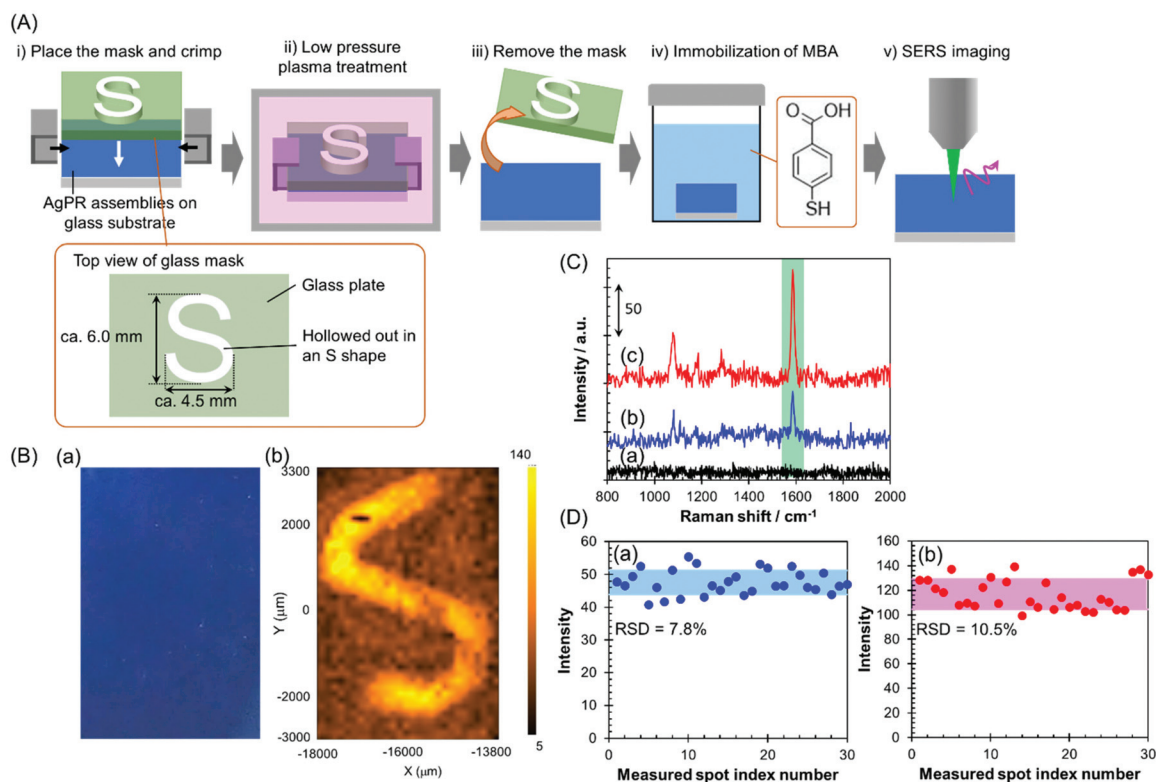 (A)
i) Place the mask and crimp
ii) Low pressure
plasma treatment
iii) Remove the mask
iv) Immobilization of MBA
v) SERS imaging
S
S
S
O
OH
SH
AgPR assemblies on
glass substrate
Top view of glass mask
S
Glass plate
Hollowed out in
an S shape
ca. 6.0 mm
ca. 4.5 mm
(B)
(a)
(b)
140
...
5
3300
2000
0
-2000
-3000
Y (μm)
-18000
-16000
-13800
X (μm)
(C)
50
(c)
(b)
(a)
Intensity / a.u.
800 1000 1200 1400 1600 1800 2000
Raman shift / cm-1
(D)
(a)
60
50
40
30
20
10
0
Intensity
RSD = 7.8%
0 10 20 30
Measured spot index number
(b)
160
140
120
100
80
60
40
20
0
Intensity
RSD = 10.5%
0 10 20 30
Measured spot index number